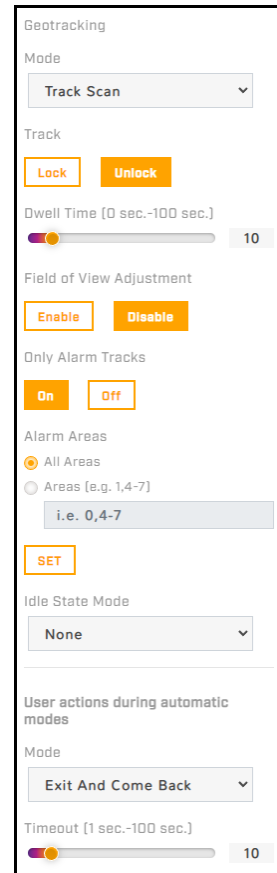 Geotracking
Mode
Track Scan
Track
Lock Unlock
Dwell Time (0 sec.-100 sec.)
10
Field of View Adjustment
Enable Disable
Only Alarm Tracks
On Off
Alarm Areas
All Areas
Areas (e.g. 1,4-7)
i.e. 0,4-7
SET
Idle State Mode
None
User actions during automatic
modes
Mode
Exit And Come Back
Timeout (1 sec.-100 sec.)
10